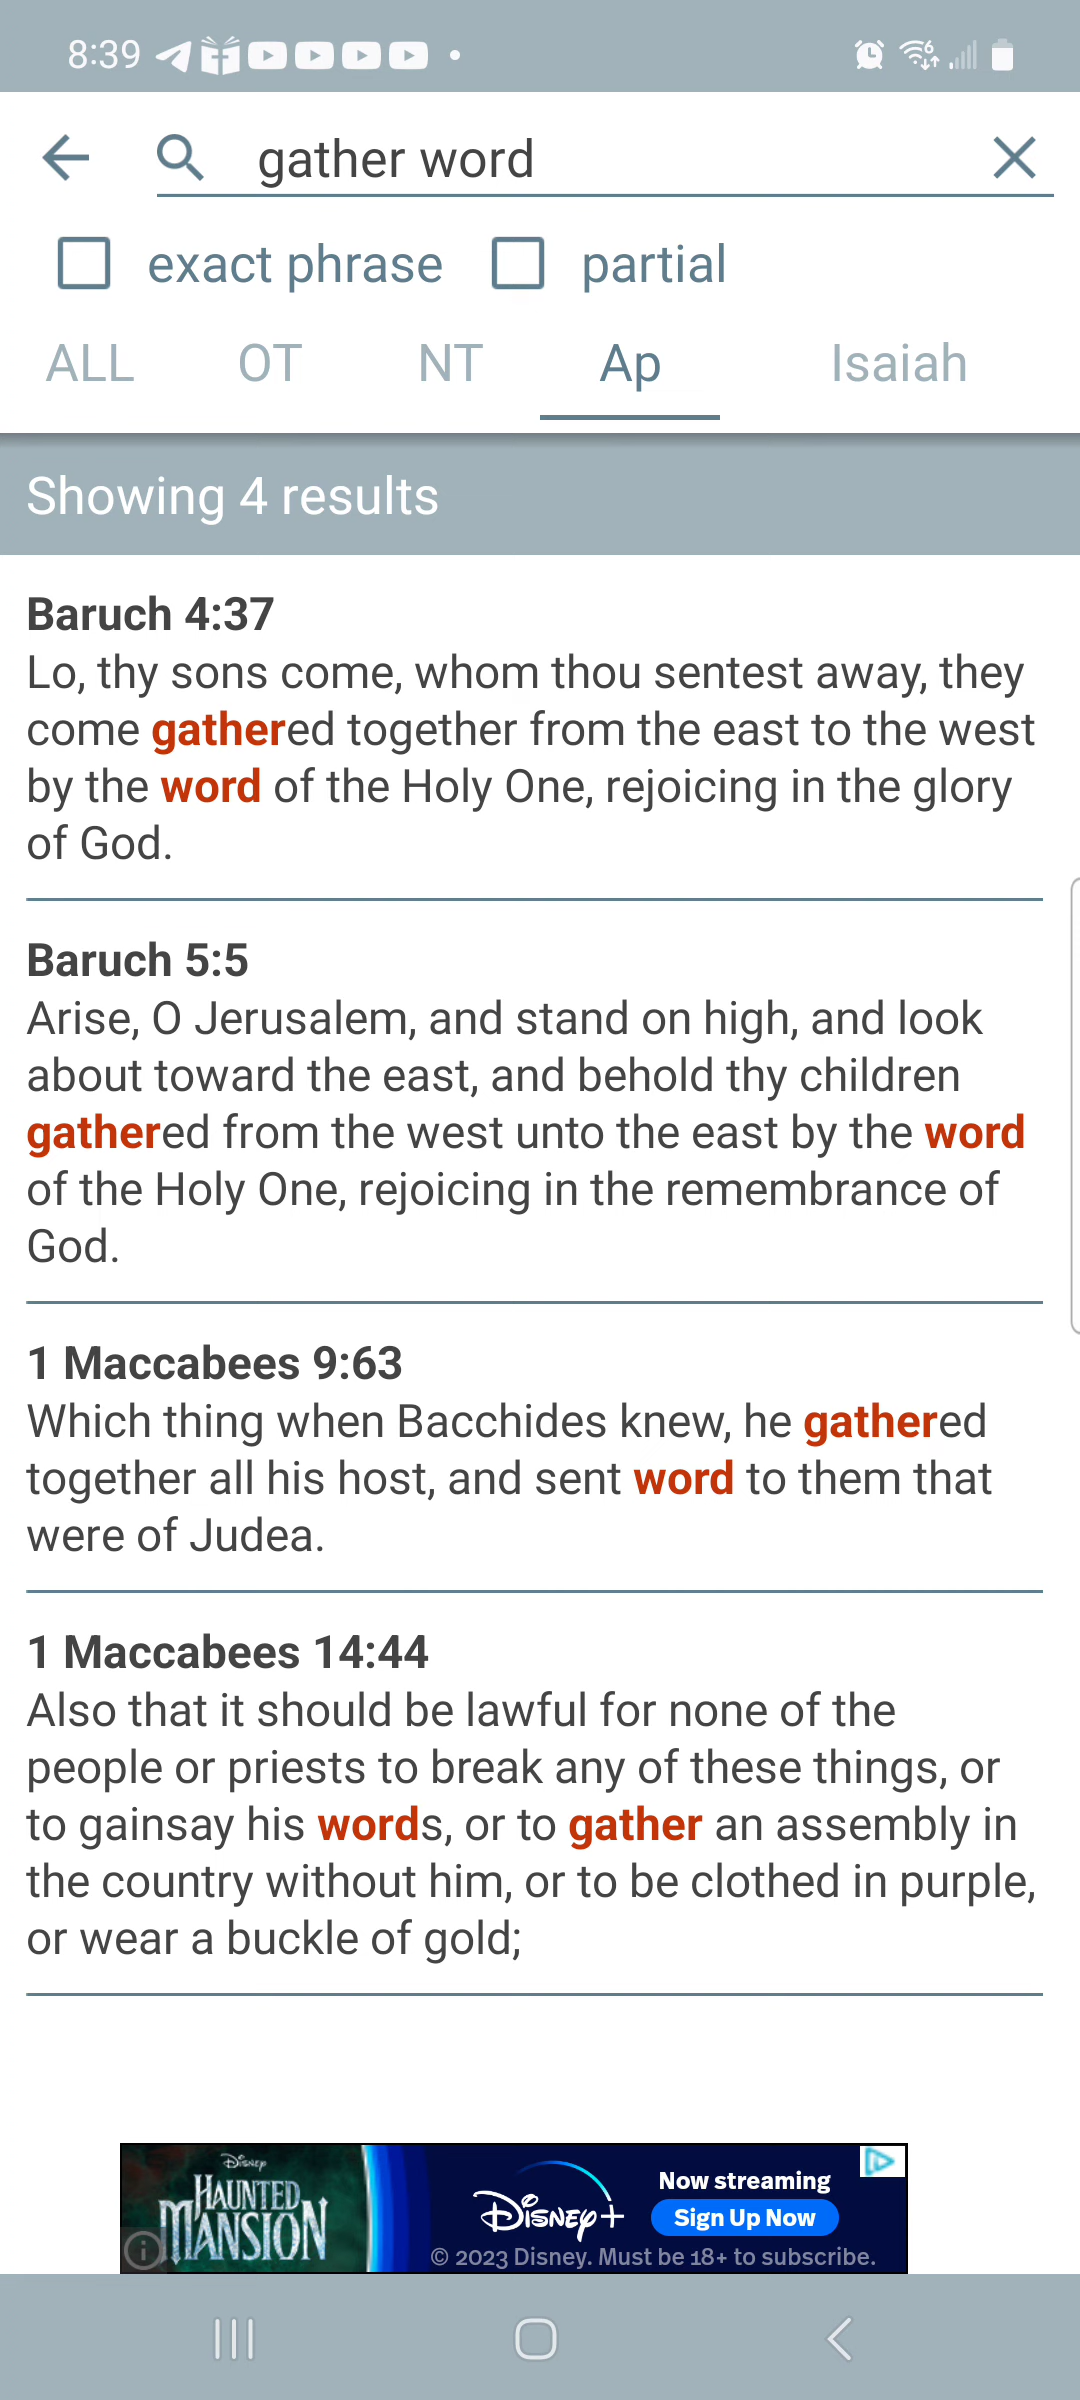 8:39
gather word
exact phrase partial
ALL OT NT Ap Isaiah
Showing 4 results
Baruch 4:37
Lo, thy sons come, whom thou sentest away, they
come gathered together from the east to the west
by the word of the Holy One, rejoicing in the glory
of God.
Baruch 5:5
Arise, O Jerusalem, and stand on high, and look
about toward the east, and behold thy children
gathered from the west unto the east by the word
of the Holy One, rejoicing in the remembrance of
God.
1 Maccabees 9:63
Which thing when Bacchides knew, he gathered
together all his host, and sent word to them that
were of Judea.
1 Maccabees 14:44
Also that it should be lawful for none of the
people or priests to break any of these things, or
to gainsay his words, or to gather an assembly in
the country without him, or to be clothed in purple,
or wear a buckle of gold;
Disney
HAUNTED
MANSION
Disney+
Now streaming
Sign Up Now
© 2023 Disney. Must be 18+ to subscribe.